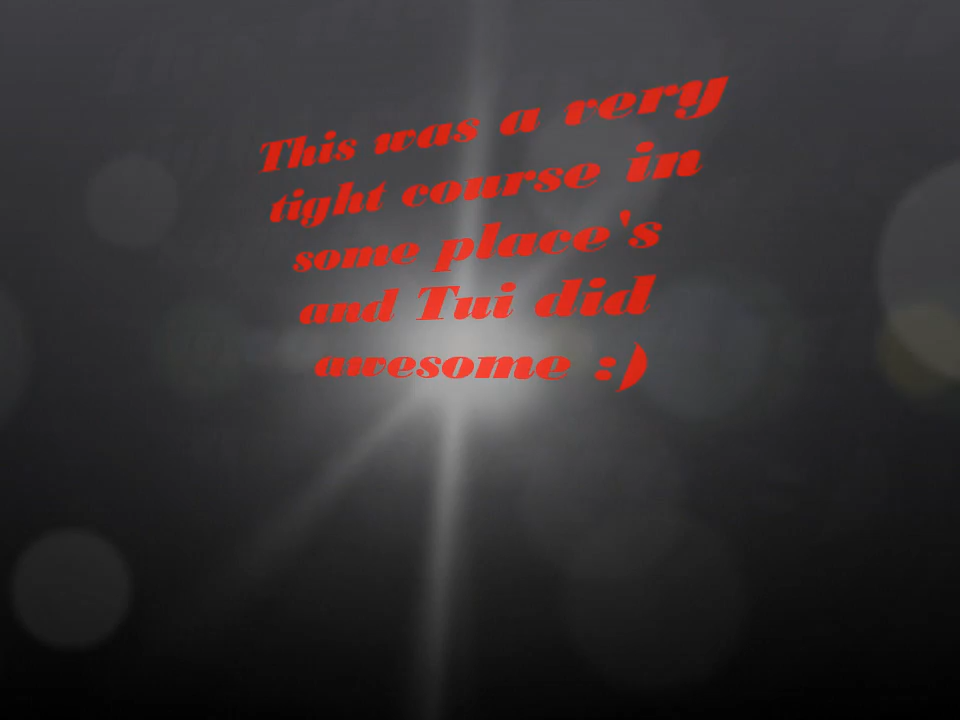 This was a very
tight course in
some place's
and Tui did
awesome :)